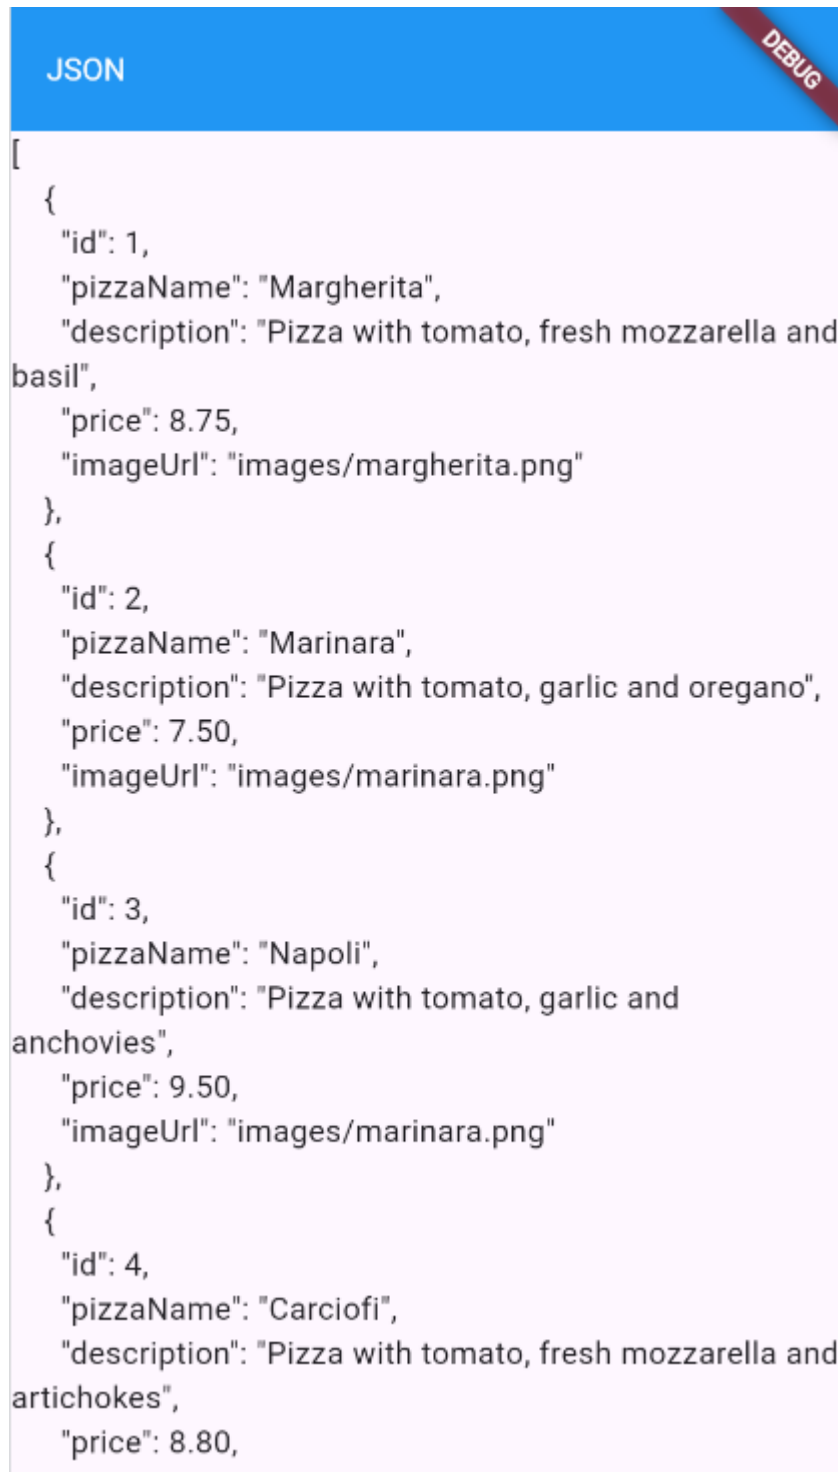 JSON
DEBUG
[
  {
    "id": 1,
    "pizzaName": "Margherita",
    "description": "Pizza with tomato, fresh mozzarella and
basil",
    "price": 8.75,
    "imageUrl": "images/margherita.png"
  },
  {
    "id": 2,
    "pizzaName": "Marinara",
    "description": "Pizza with tomato, garlic and oregano",
    "price": 7.50,
    "imageUrl": "images/marinara.png"
  },
  {
    "id": 3,
    "pizzaName": "Napoli",
    "description": "Pizza with tomato, garlic and
anchovies",
    "price": 9.50,
    "imageUrl": "images/marinara.png"
  },
  {
    "id": 4,
    "pizzaName": "Carciofi",
    "description": "Pizza with tomato, fresh mozzarella and
artichokes",
    "price": 8.80,